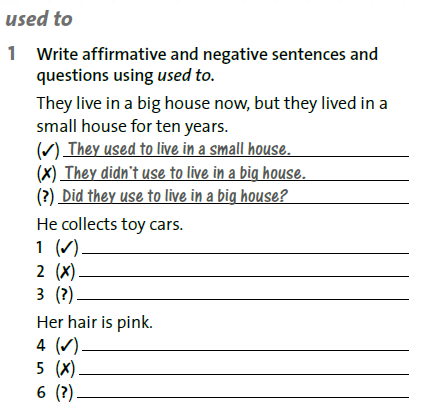 used to
1 Write affirmative and negative sentences and
questions using used to.
They live in a big house now, but they lived in a
small house for ten years.
(✓) They used to live in a small house.
(✗) They didn't use to live in a big house.
(?) Did they use to live in a big house?
He collects toy cars.
1 (✓)
2 (✗)
3 (?)
Her hair is pink.
4 (✓)
5 (✗)
6 (?)